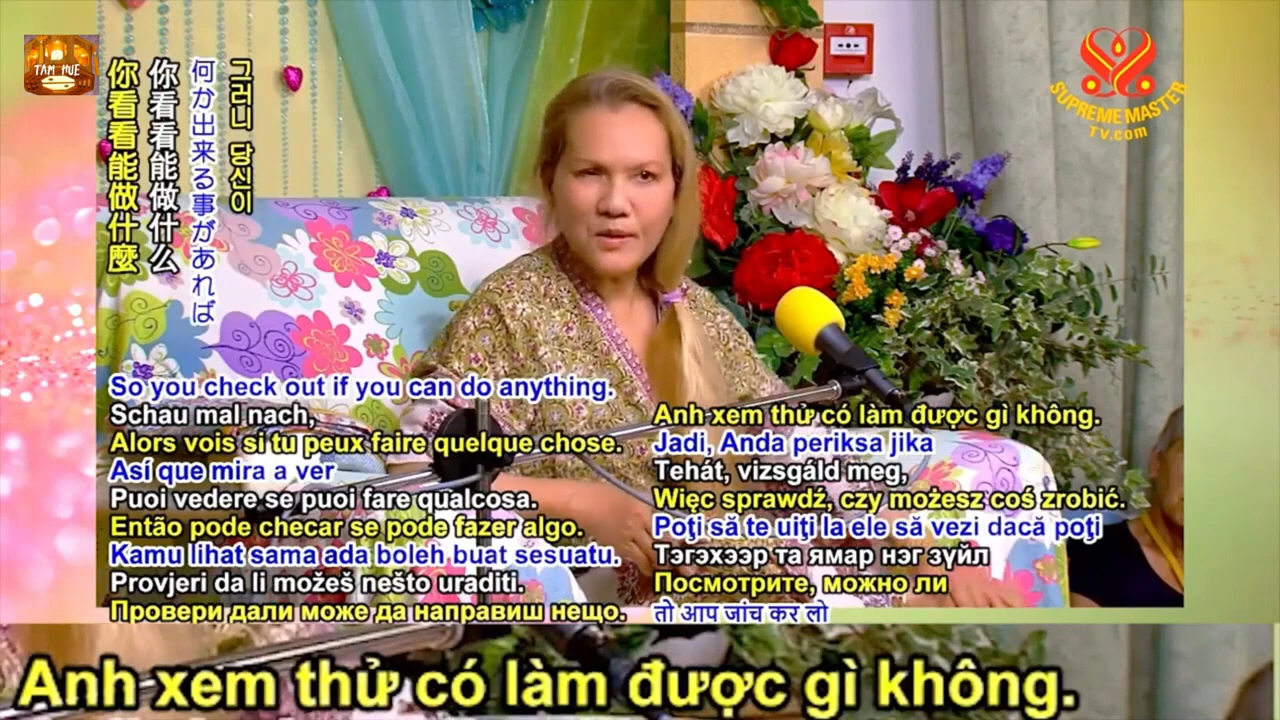 TAM HUE
你看看能做什麼
你看看能做什么
何か出来る事があれば
그러니 당신이
SUPREME MASTER
TV.com
So you check out if you can do anything.
Schau mal nach,
Alors vois si tu peux faire quelque chose.
Así que mira a ver
Puoi vedere se puoi fare qualcosa.
Então pode checar se pode fazer algo.
Kamu lihat sama ada boleh buat sesuatu.
Provjeri da li možeš nešto uraditi.
Провери дали може да направиш нещо.
Anh xem thử có làm được gì không.
Jadi, Anda periksa jika
Tehát, vizsgáld meg,
Więc sprawdź, czy możesz coś zrobić.
Poţi să te uiţi la ele să vezi dacă poţi
Тэгэхээр та ямар нэг зүйл
Посмотрите, можно ли
तो आप जांच कर लो
Anh xem thử có làm được gì không.